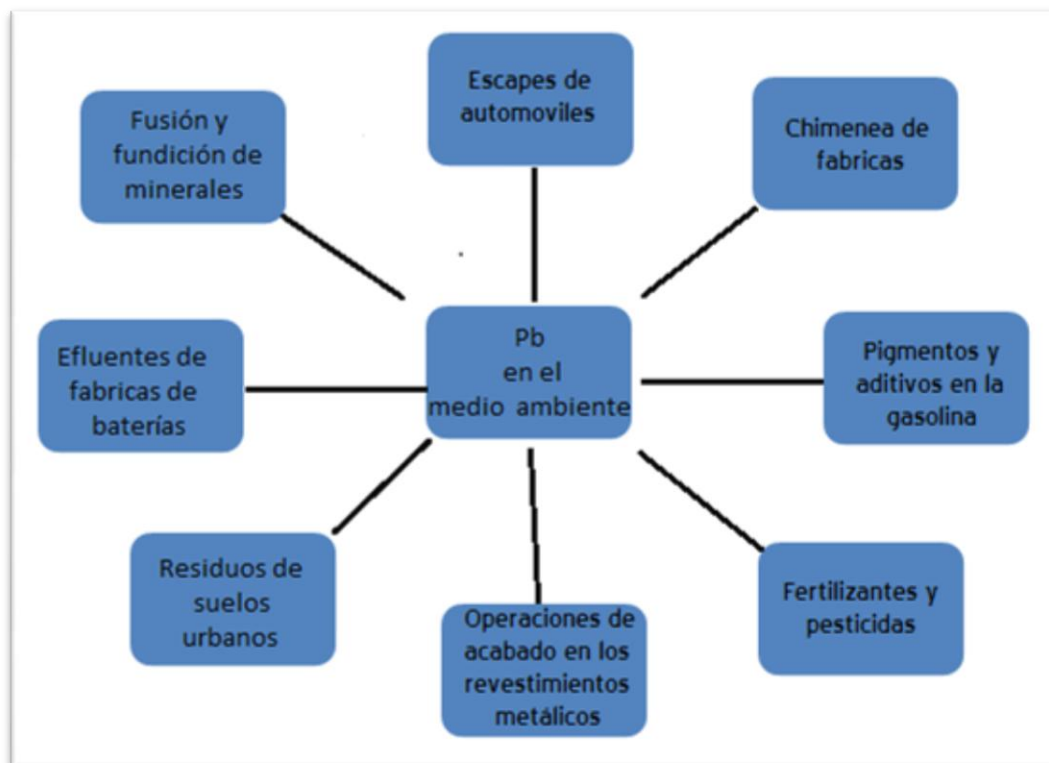 Escapes de
automoviles
Fusión y
fundición de
minerales
Chimenea de
fabricas
Pb
en el
medio ambiente
Efluentes de
fabricas de
baterías
Pigmentos y
aditivos en la
gasolina
Residuos de
suelos
urbanos
Operaciones de
acabado en los
revestimientos
metálicos
Fertilizantes y
pesticidas